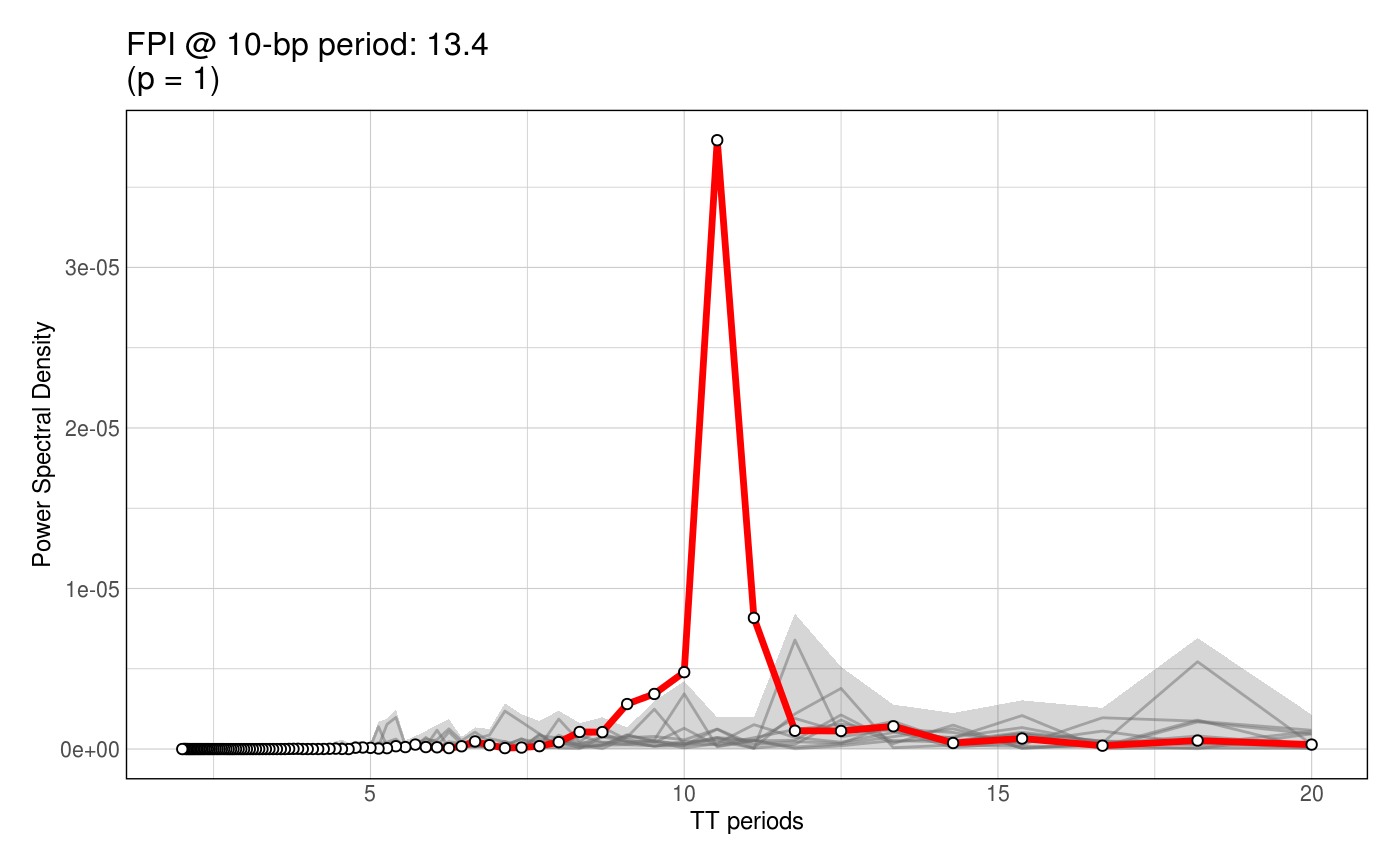 FPI @ 10-bp period: 13.4
(p = 1)
Power Spectral Density
3e-05
2e-05
1e-05
0e+00
5
10
15
20
TT periods